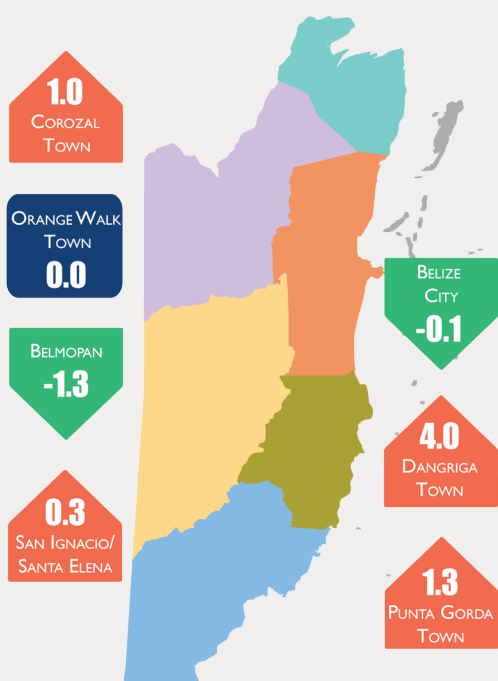 1.0
Corozal
Town
Orange Walk
Town
0.0
Belmopan
-1.3
0.3
San Ignacio/
Santa Elena
Belize
City
-0.1
4.0
Dangriga
Town
1.3
Punta Gorda
Town